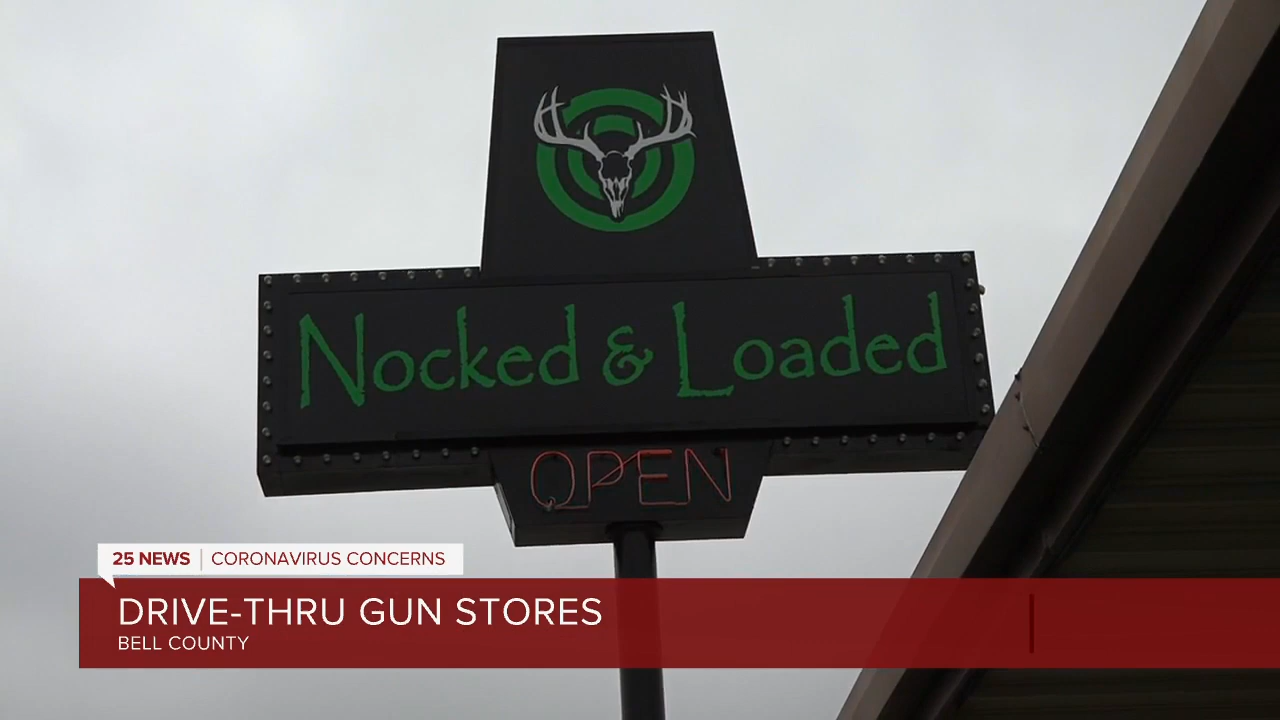 Nocked & Loaded
OPEN
25 NEWS | CORONAVIRUS CONCERNS
DRIVE-THRU GUN STORES
BELL COUNTY